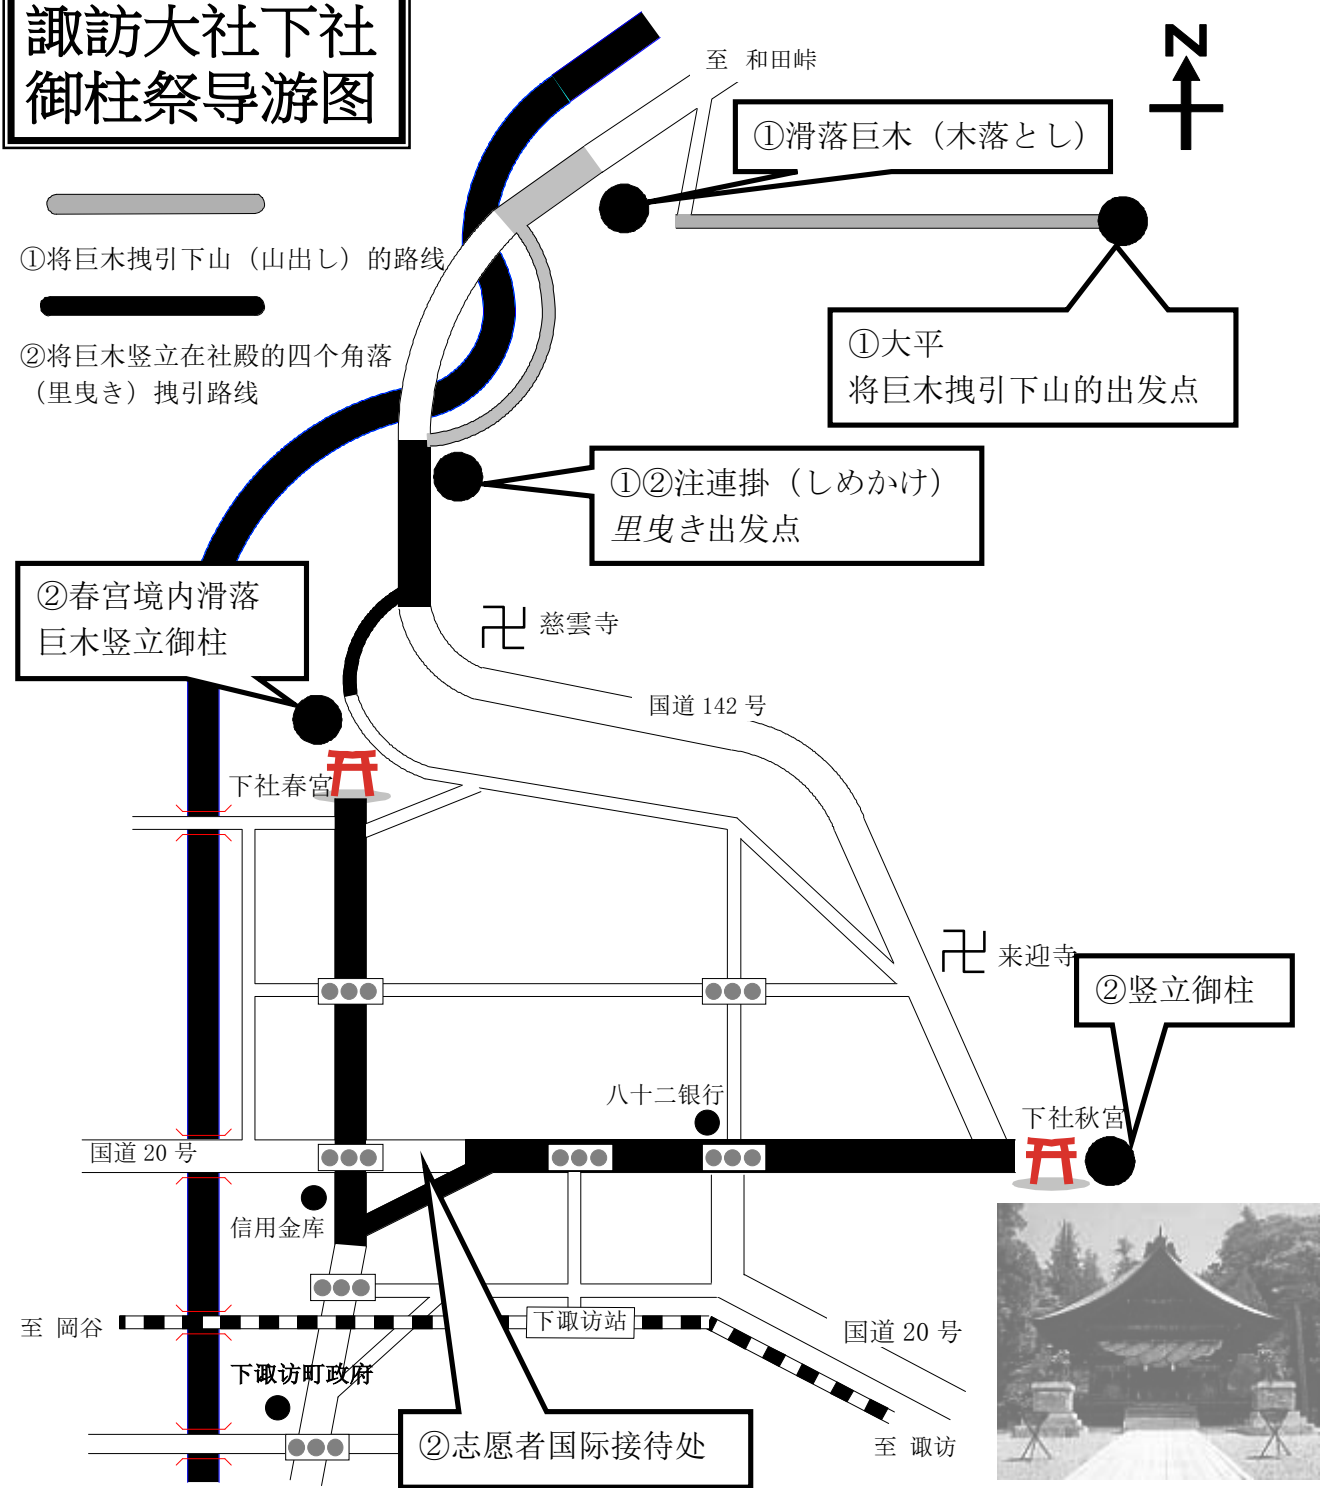 諏訪大社下社
御柱祭导游图
至 和田峠
N
①滑落巨木（木落とし）
①将巨木拽引下山（山出し）的路线
②将巨木竖立在社殿的四个角落
（里曳き）拽引路线
①大平
将巨木拽引下山的出发点
①②注連掛（しめかけ）
里曳き出发点
②春宫境内滑落
巨木竖立御柱
慈雲寺
国道 142 号
下社春宮
来迎寺
②竖立御柱
八十二银行
下社秋宮
国道 20 号
信用金库
至 岡谷
下诹访站
国道 20 号
下诹访町政府
②志愿者国际接待处
至 诹访